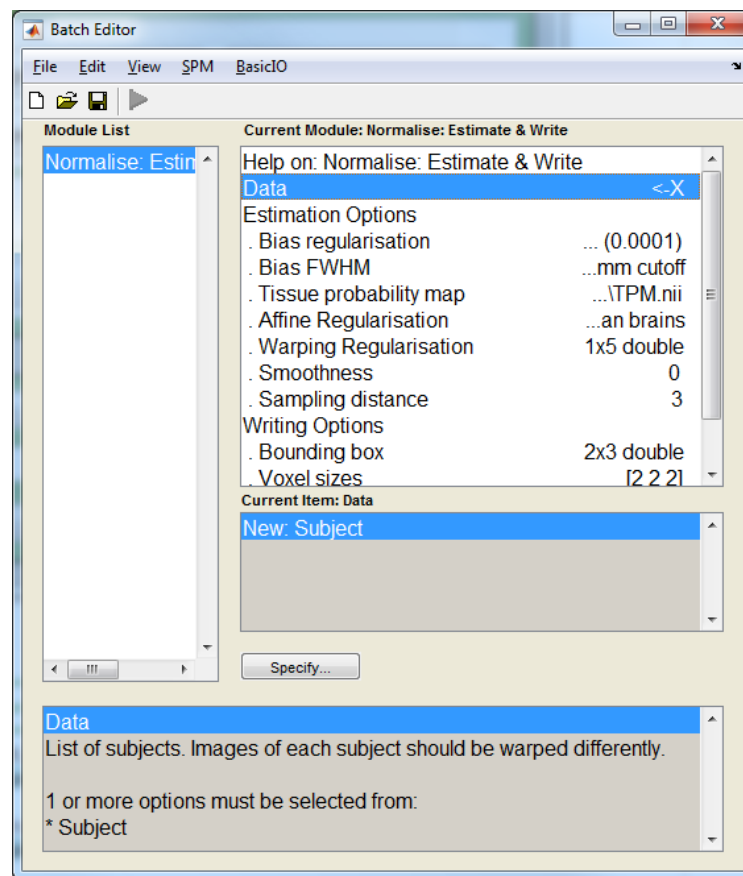 Batch Editor
File Edit View SPM BasicIO
Module List
Normalise: Estim
Current Module: Normalise: Estimate & Write
Help on: Normalise: Estimate & Write
Data <-X
Estimation Options
. Bias regularisation ... (0.0001)
. Bias FWHM ...mm cutoff
. Tissue probability map ...\TPM.nii
. Affine Regularisation ...an brains
. Warping Regularisation 1x5 double
. Smoothness 0
. Sampling distance 3
Writing Options
. Bounding box 2x3 double
. Voxel sizes [2 2 2]
Current Item: Data
New: Subject
Specify...
Data
List of subjects. Images of each subject should be warped differently.
1 or more options must be selected from:
* Subject